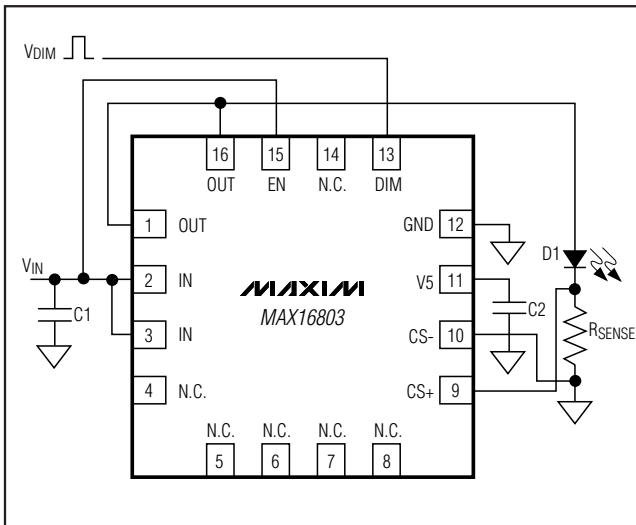 VDIM
16 15 14 13
OUT EN N.C. DIM
1 OUT
GND 12
D1
VIN
2 IN
V5 11
C1
MAXIM
MAX16803
C2
RSENSE
3 IN
CS- 10
4 N.C.
CS+ 9
N.C. N.C. N.C. N.C.
5 6 7 8